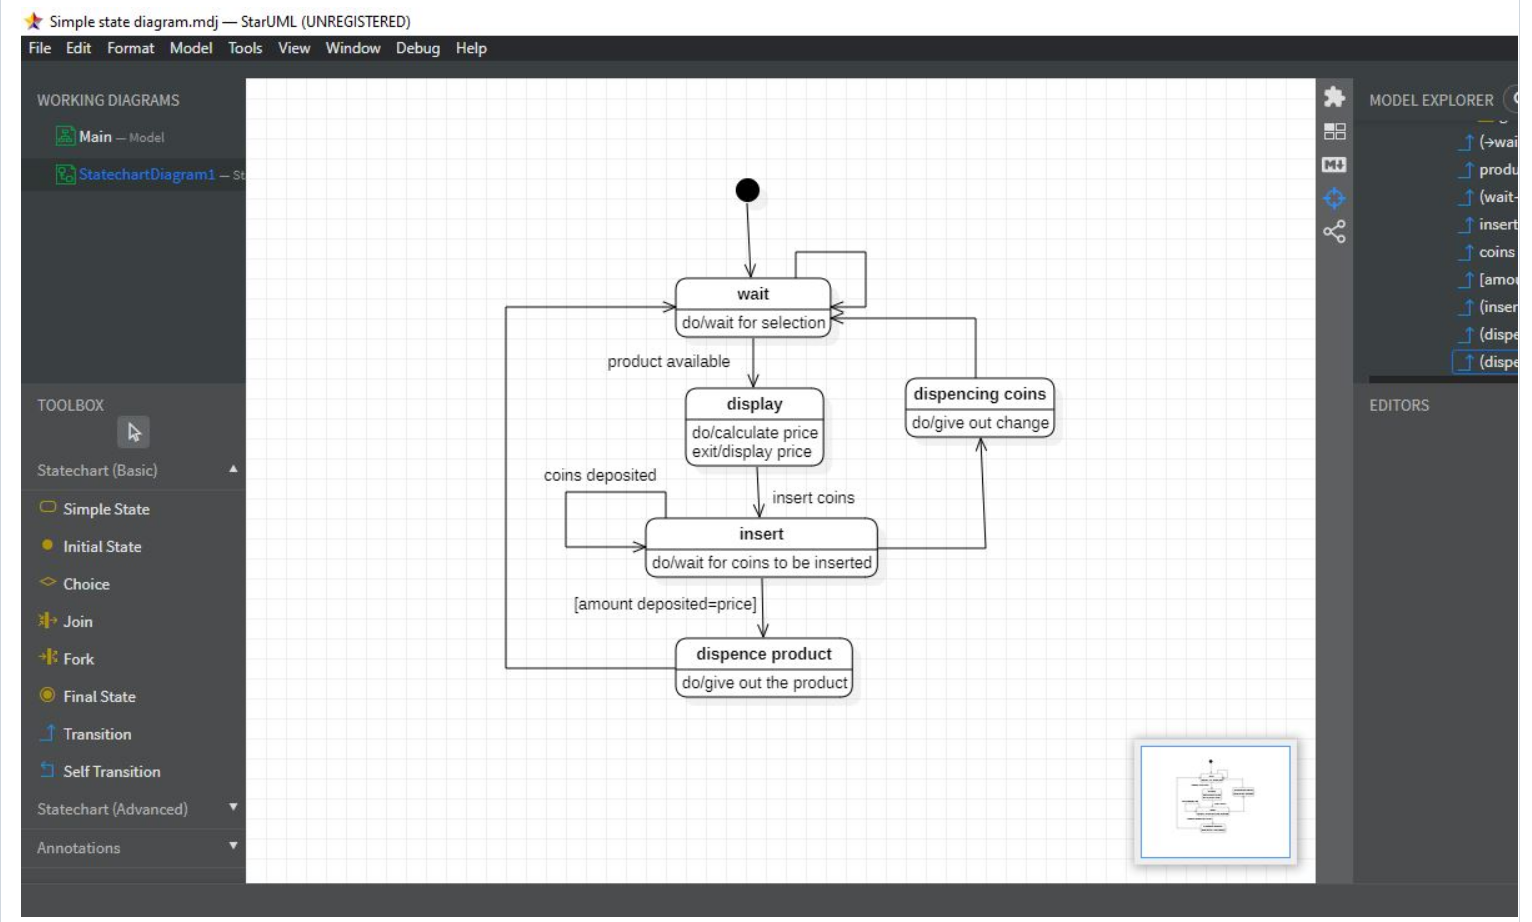 Simple state diagram.mdj — StarUML (UNREGISTERED)
File Edit Format Model Tools View Window Debug Help
WORKING DIAGRAMS
Main — Model
StatechartDiagram1 — St
TOOLBOX
Statechart (Basic)
Simple State
Initial State
Choice
Join
Fork
Final State
Transition
Self Transition
Statechart (Advanced)
Annotations
wait
do/wait for selection
product available
display
do/calculate price
exit/display price
dispencing coins
do/give out change
coins deposited
insert coins
insert
do/wait for coins to be inserted
[amount deposited=price]
dispence product
do/give out the product
M
MODEL EXPLORER
(→wai
produ
(wait-
insert
coins
[amou
(inser
(dispe
(dispe
EDITORS